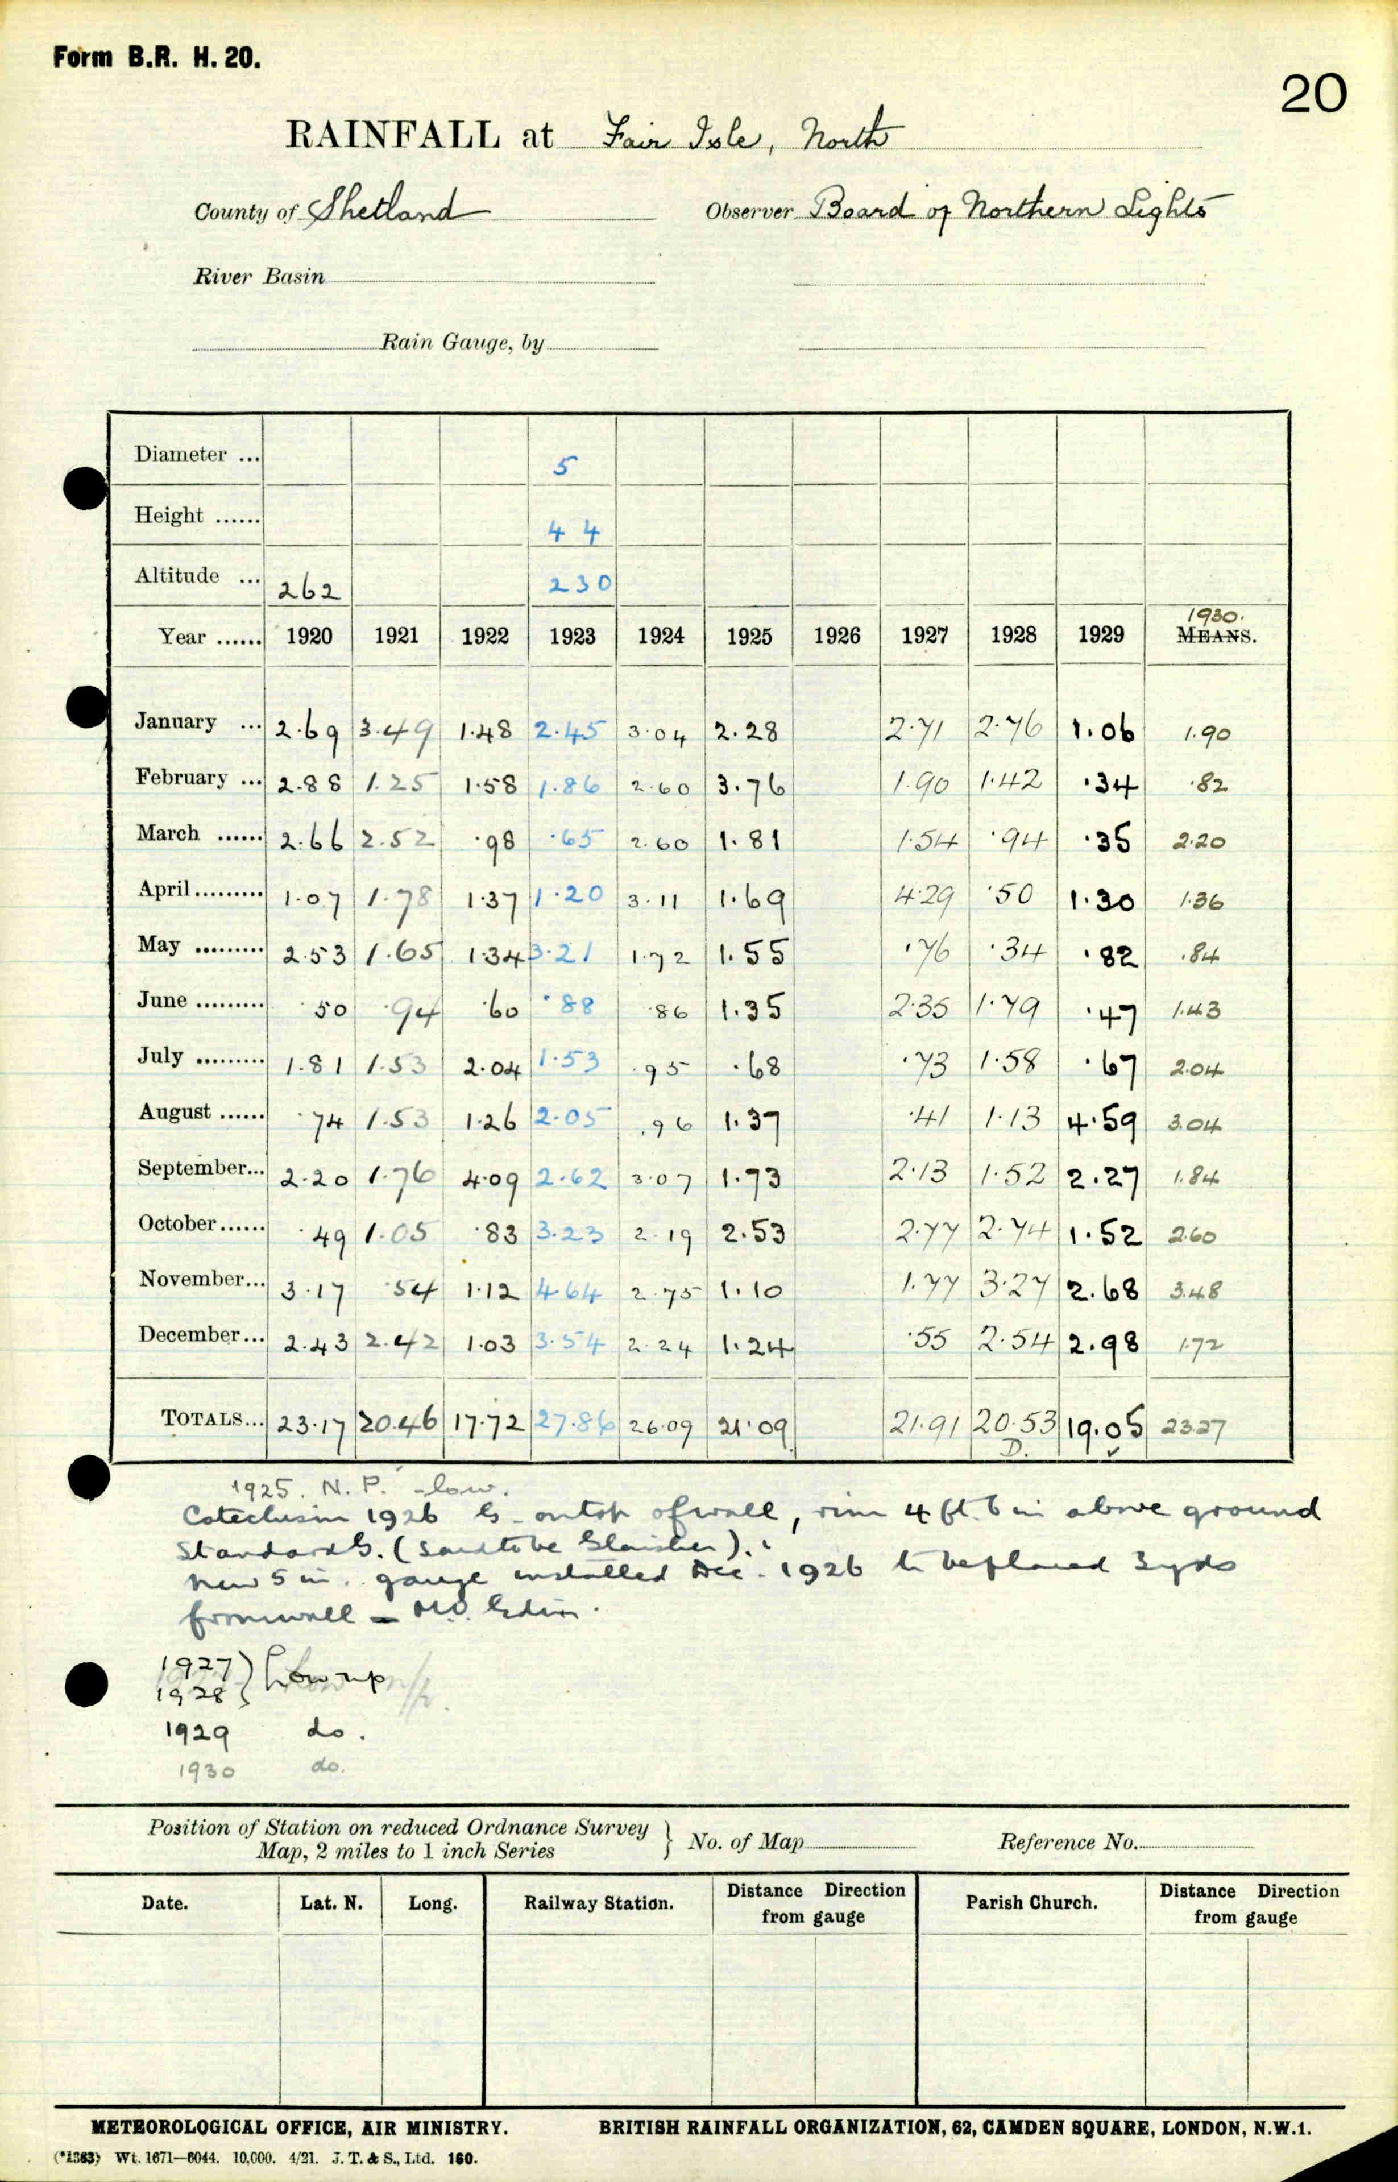 Form B.R. H. 20.
20
RAINFALL at Fair Isle, North
County of Shetland Observer Board of Northern Lights
River Basin
Rain Gauge, by
Diameter ... 5
Height ...... 4 4
Altitude ... 262 230
1930.
Year ...... 1920 1921 1922 1923 1924 1925 1926 1927 1928 1929 MEANS.
January ... 2.69 3.49 1.48 2.45 3.04 2.28 2.71 2.76 1.06 1.90
February ... 2.88 1.25 1.58 1.86 2.60 3.76 1.90 1.42 .34 .82
March ...... 2.66 2.52 .98 .65 2.60 1.81 1.54 .94 .35 2.20
April ......... 1.07 1.78 1.37 1.20 3.11 1.69 4.29 .50 1.30 1.36
May ......... 2.53 1.65 1.34 3.21 1.72 1.55 .76 .34 .82 .84
June ......... .50 .94 .60 .88 .86 1.35 2.35 1.79 .47 1.43
July ......... 1.81 1.53 2.04 1.53 .95 .68 .73 1.58 .67 2.04
August ...... .74 1.53 1.26 2.05 .96 1.37 .41 1.13 4.59 3.04
September... 2.20 1.76 4.09 2.62 3.07 1.73 2.13 1.52 2.27 1.84
October ...... .49 1.05 .83 3.23 2.19 2.53 2.77 2.74 1.52 2.60
November... 3.17 .54 1.12 4.64 2.75 1.10 1.77 3.27 2.68 3.48
December... 2.43 2.42 1.03 3.54 2.24 1.24 .55 2.54 2.98 1.72
TOTALS... 23.17 20.46 17.72 27.86 26.09 21.09 21.91 20.53 19.05 23.27
D. ✓
1925. N.P. - low.
1926 G - on top of wall, rim 4 ft. 6 in above ground
Standard G. (said to be Glaisher).
New 5 in. gauge installed Dec. 1926 to be placed 3 yds
from wall - M.O. Edin.
1927
1928 } Low
1929 do.
1930 do.
Position of Station on reduced Ordnance Survey
Map, 2 miles to 1 inch Series } No. of Map Reference No.
Date. Lat. N. Long. Railway Station. Distance Direction from gauge Parish Church. Distance Direction from gauge
METEOROLOGICAL OFFICE, AIR MINISTRY. BRITISH RAINFALL ORGANIZATION, 62, CAMDEN SQUARE, LONDON, N.W.1.
(*1363) Wt. 1671—6044. 10,000. 4/21. J. T. & S., Ltd. 160.